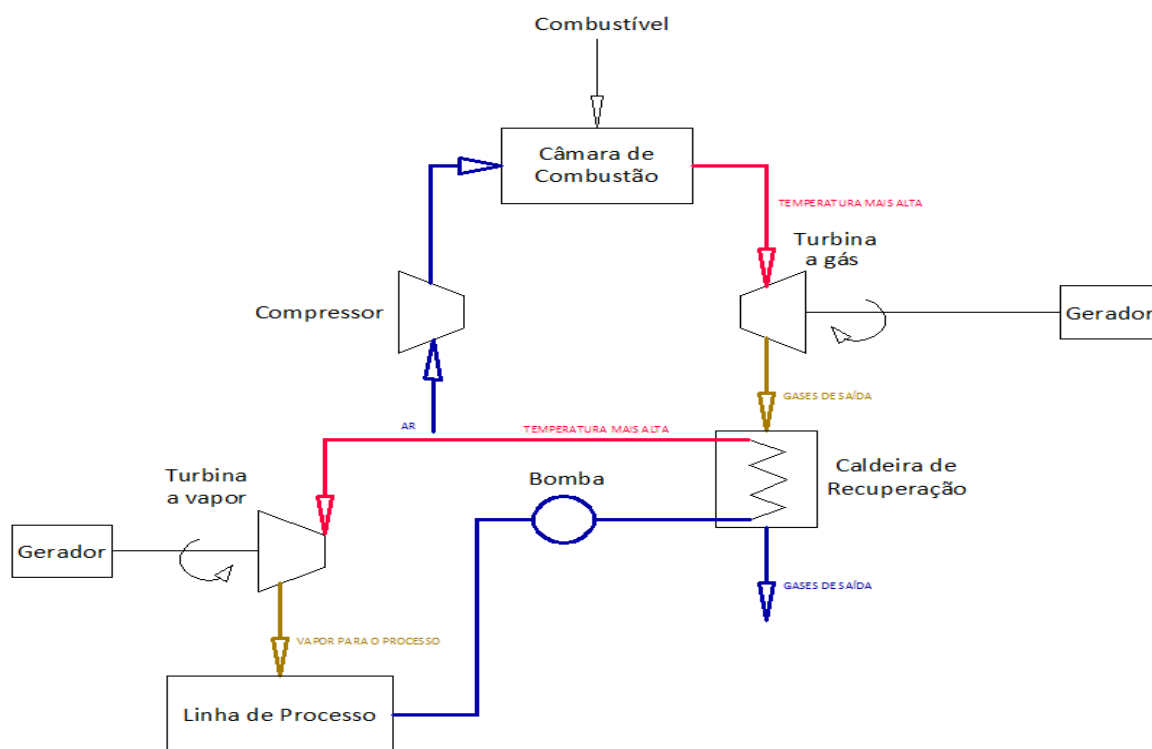 Combustível
Câmara de
Combustão
TEMPERATURA MAIS ALTA
Turbina
a gás
Compressor
Gerador
GASES DE SAÍDA
AR
TEMPERATURA MAIS ALTA
Turbina
a vapor
Bomba
Caldeira de
Recuperação
Gerador
GASES DE SAÍDA
VAPOR PARA O PROCESSO
Linha de Processo